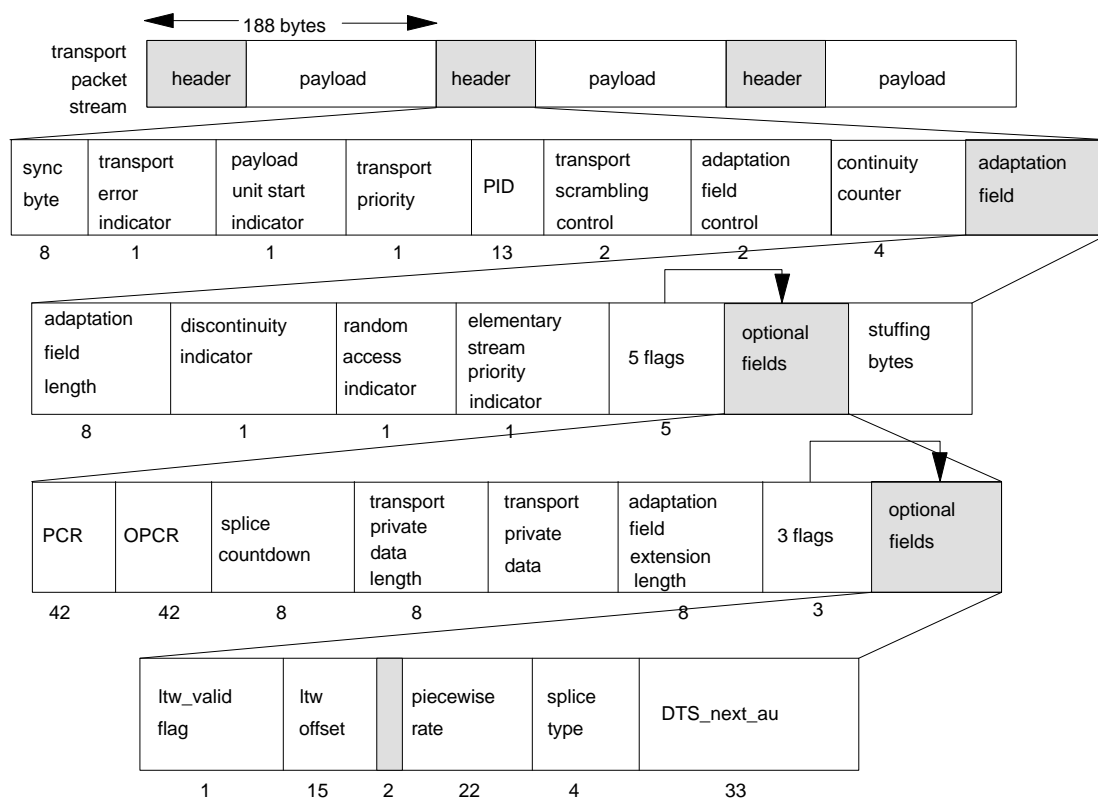 188 bytes
transport
packet
stream
header
payload
header
payload
header
payload
sync
byte
transport
error
indicator
payload
unit start
indicator
transport
priority
PID
transport
scrambling
control
adaptation
field
control
continuity
counter
adaptation
field
8
1
1
1
13
2
2
4
adaptation
field
length
discontinuity
indicator
random
access
indicator
elementary
stream
priority
indicator
5 flags
optional
fields
stuffing
bytes
8
1
1
1
5
PCR
OPCR
splice
countdown
transport
private
data
length
transport
private
data
adaptation
field
extension
length
3 flags
optional
fields
42
42
8
8
8
3
ltw_valid
flag
ltw
offset
piecewise
rate
splice
type
DTS_next_au
1
15
2
22
4
33